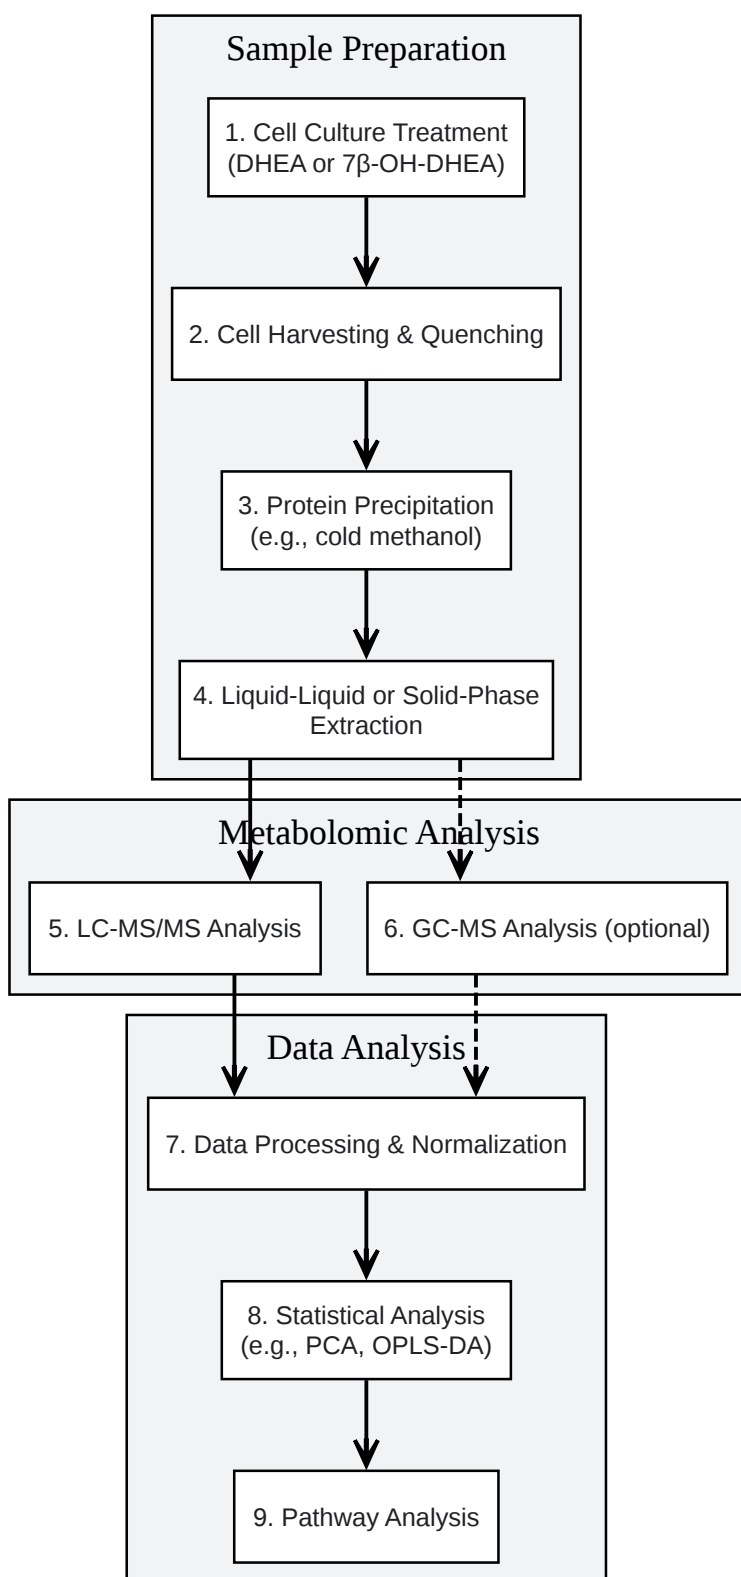 Sample Preparation
1. Cell Culture Treatment
(DHEA or 7β-OH-DHEA)
2. Cell Harvesting & Quenching
3. Protein Precipitation
(e.g., cold methanol)
4. Liquid-Liquid or Solid-Phase
Extraction
Metabolomic Analysis
5. LC-MS/MS Analysis
6. GC-MS Analysis (optional)
Data Analysis
7. Data Processing & Normalization
8. Statistical Analysis
(e.g., PCA, OPLS-DA)
9. Pathway Analysis